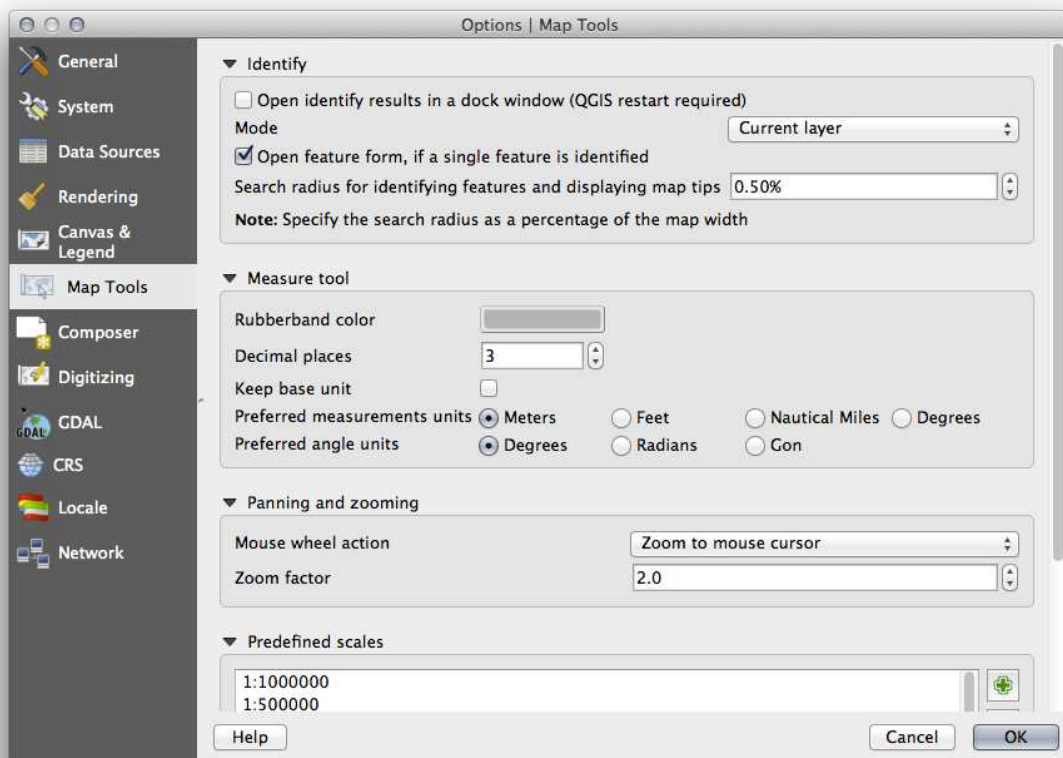 Options | Map Tools
General
System
Data Sources
Rendering
Canvas &
Legend
Map Tools
Composer
Digitizing
GDAL
GDAL
CRS
Locale
Network
Identify
Open identify results in a dock window (QGIS restart required)
Mode Current layer
Open feature form, if a single feature is identified
Search radius for identifying features and displaying map tips 0.50%
Note: Specify the search radius as a percentage of the map width
Measure tool
Rubberband color
Decimal places 3
Keep base unit
Preferred measurements units Meters Feet Nautical Miles Degrees
Preferred angle units Degrees Radians Gon
Panning and zooming
Mouse wheel action Zoom to mouse cursor
Zoom factor 2.0
Predefined scales
1:1000000
1:500000
Help Cancel OK